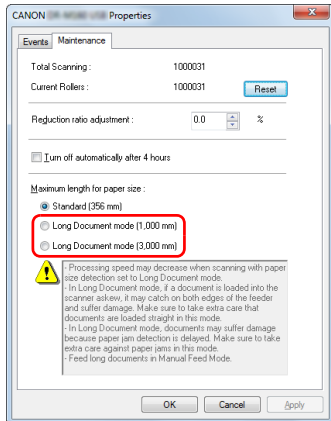 CANON Properties
Events Maintenance
Total Scanning : 1000031
Current Rollers : 1000031 Reset
Reduction ratio adjustment : 0.0 %
Turn off automatically after 4 hours
Maximum length for paper size :
Standard (356 mm)
Long Document mode (1,000 mm)
Long Document mode (3,000 mm)
- Processing speed may decrease when scanning with paper
size detection set to Long Document mode.
- In Long Document mode, if a document is loaded into the
scanner askew, it may catch on both edges of the feeder
and suffer damage. Make sure to take extra care that
documents are loaded straight in this mode.
- In Long Document mode, documents may suffer damage
because paper jam detection is delayed. Make sure to take
extra care against paper jams in this mode.
- Feed long documents in Manual Feed Mode.
OK Cancel Apply